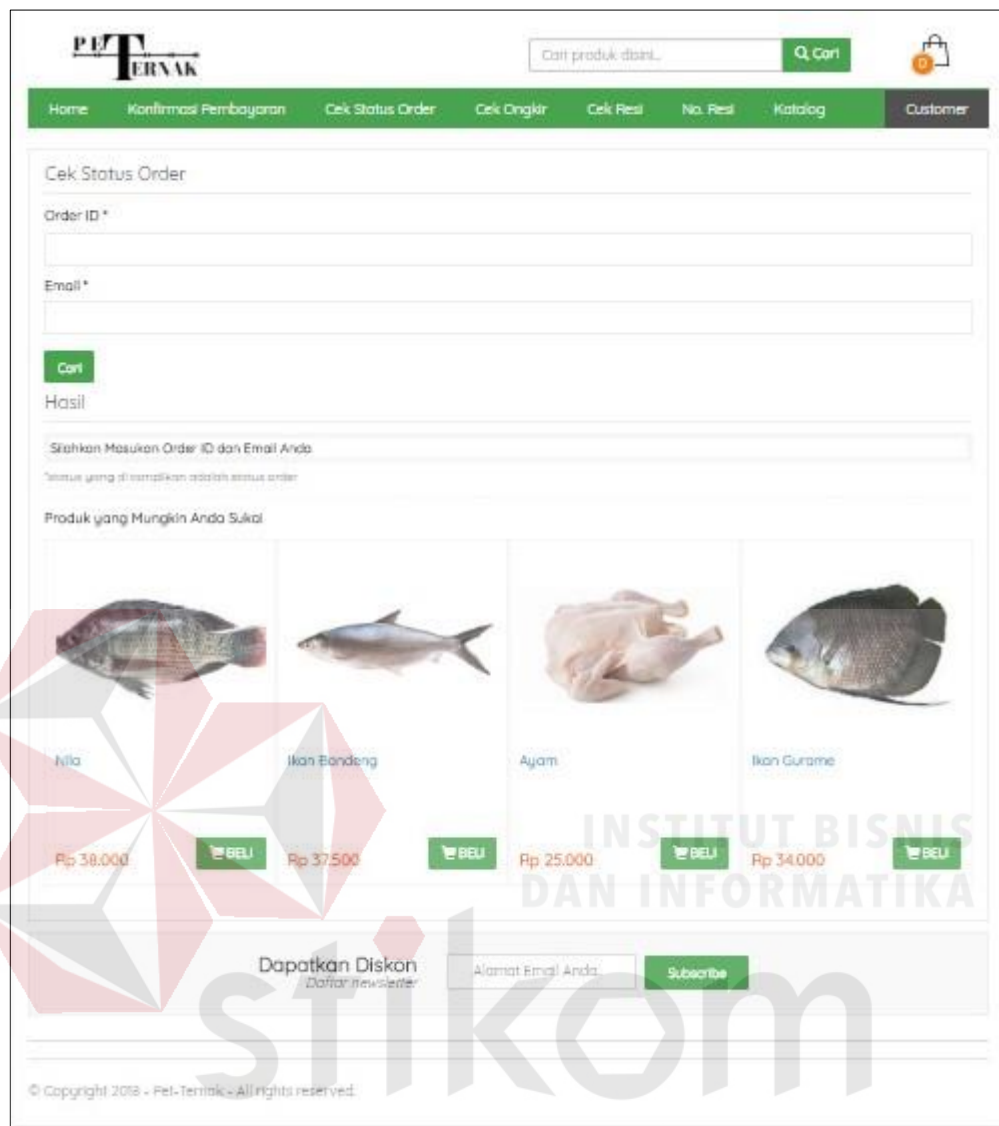 PET
TERNAK
Cari produk disini...
Cari
0
Home Konfirmasi Pembayaran Cek Status Order Cek Ongkir Cek Resi No. Resi Katalog Customer
Cek Status Order
Order ID *
Email *
Cari
Hasil
Silahkan Masukan Order ID dan Email Anda
*status yang di tampilkan adalah status order
Produk yang Mungkin Anda Sukai
Nila Ikan Bandeng Ayam Ikan Gurame
Rp 38.000 BELI Rp 37.500 BELI Rp 25.000 BELI Rp 34.000 BELI
INSTITUT BISNIS
DAN INFORMATIKA
stikom
Dapatkan Diskon
Daftar newsletter
Alamat Email Anda...
Subscribe
© Copyright 2018 - Pet-Ternak - All rights reserved.